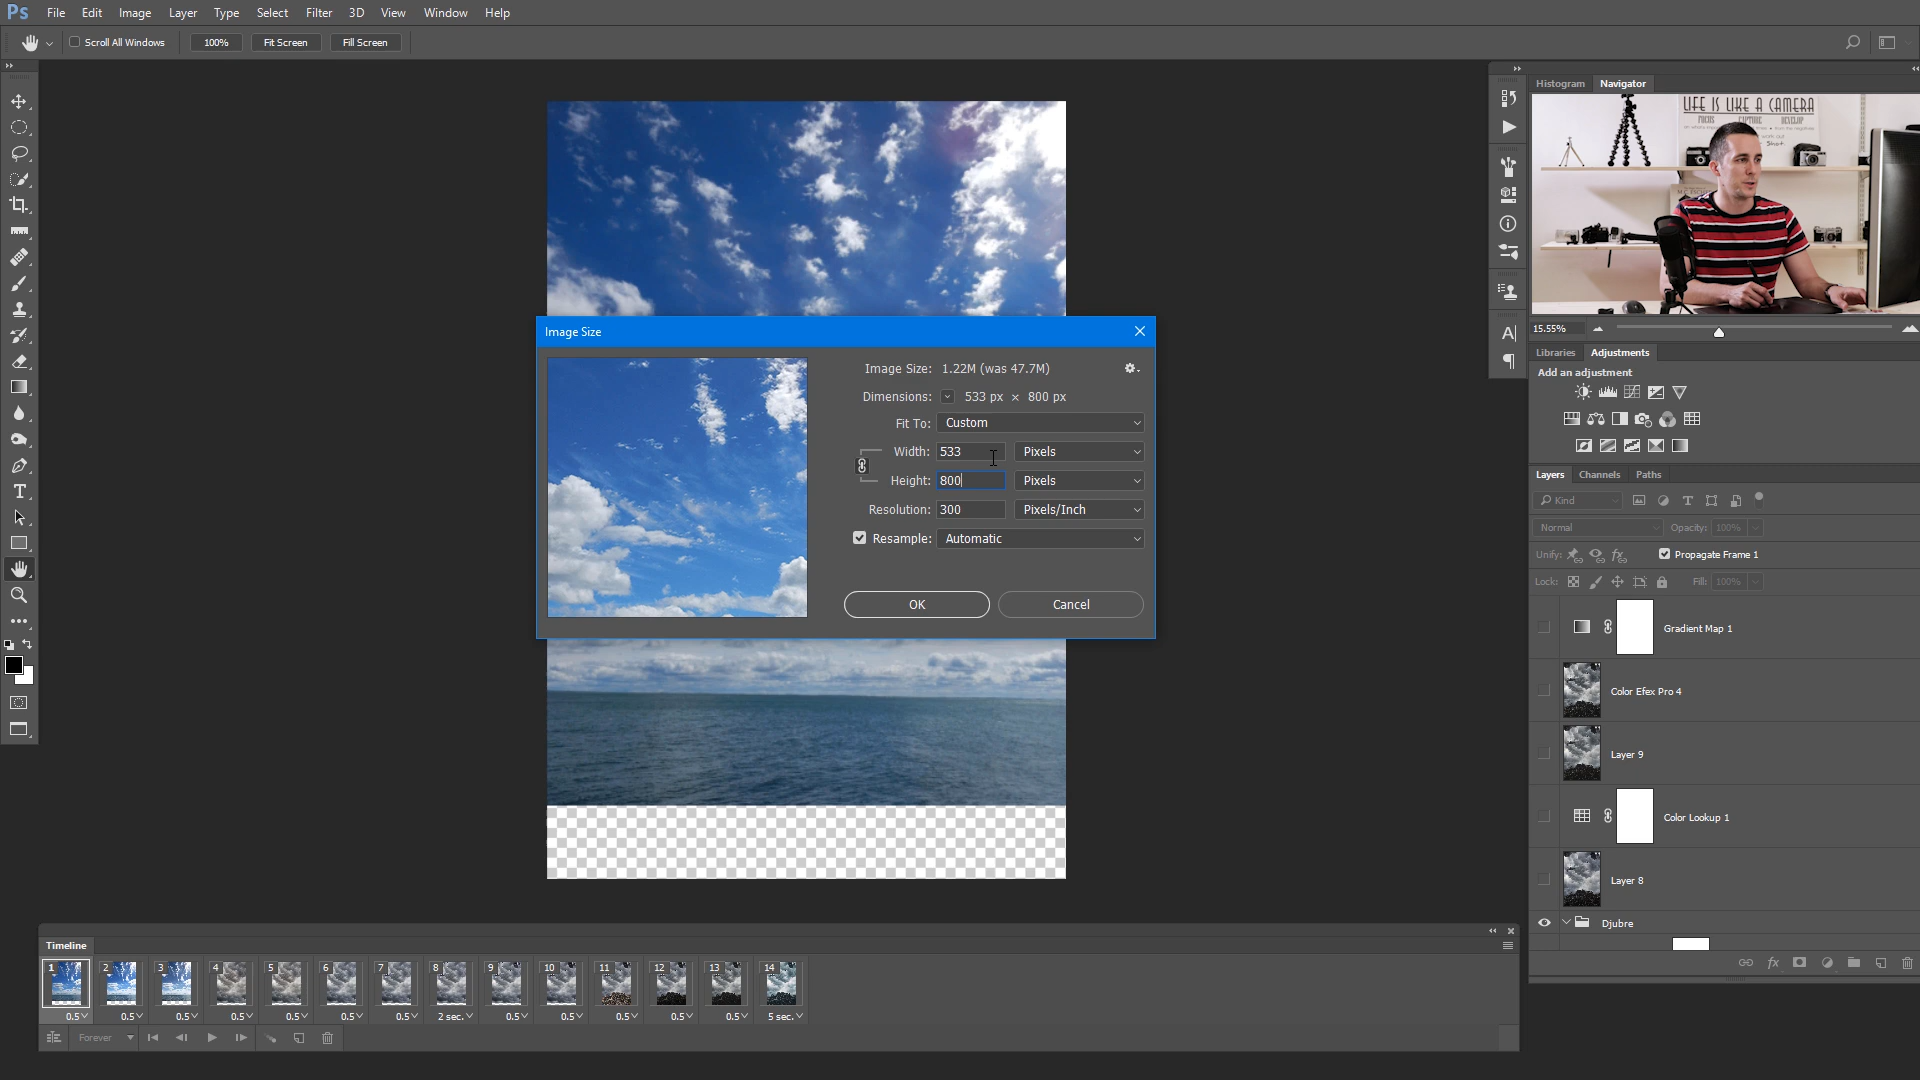 Ps File Edit Image Layer Type Select Filter 3D View Window Help
Scroll All Windows 100% Fit Screen Fill Screen
Histogram Navigator
LIFE IS LIKE A CAMERA
FOCUS CAPTURE DEVELOP
Shot.
15.55%
Libraries Adjustments
Add an adjustment
Image Size
Image Size: 1.22M (was 47.7M)
Dimensions: 533 px × 800 px
Fit To: Custom
Width: 533 Pixels
Height: 800 Pixels
Resolution: 300 Pixels/Inch
Resample: Automatic
OK Cancel
Layers Channels Paths
Kind
Normal Opacity: 100%
Unify: Propagate Frame 1
Lock: Fill: 100%
Gradient Map 1
Color Efex Pro 4
Layer 9
Color Lookup 1
Layer 8
Djubre
Timeline
1 2 3 4 5 6 7 8 9 10 11 12 13 14
0.5 0.5 0.5 0.5 0.5 0.5 0.5 2 sec. 0.5 0.5 0.5 0.5 0.5 5 sec.
Forever